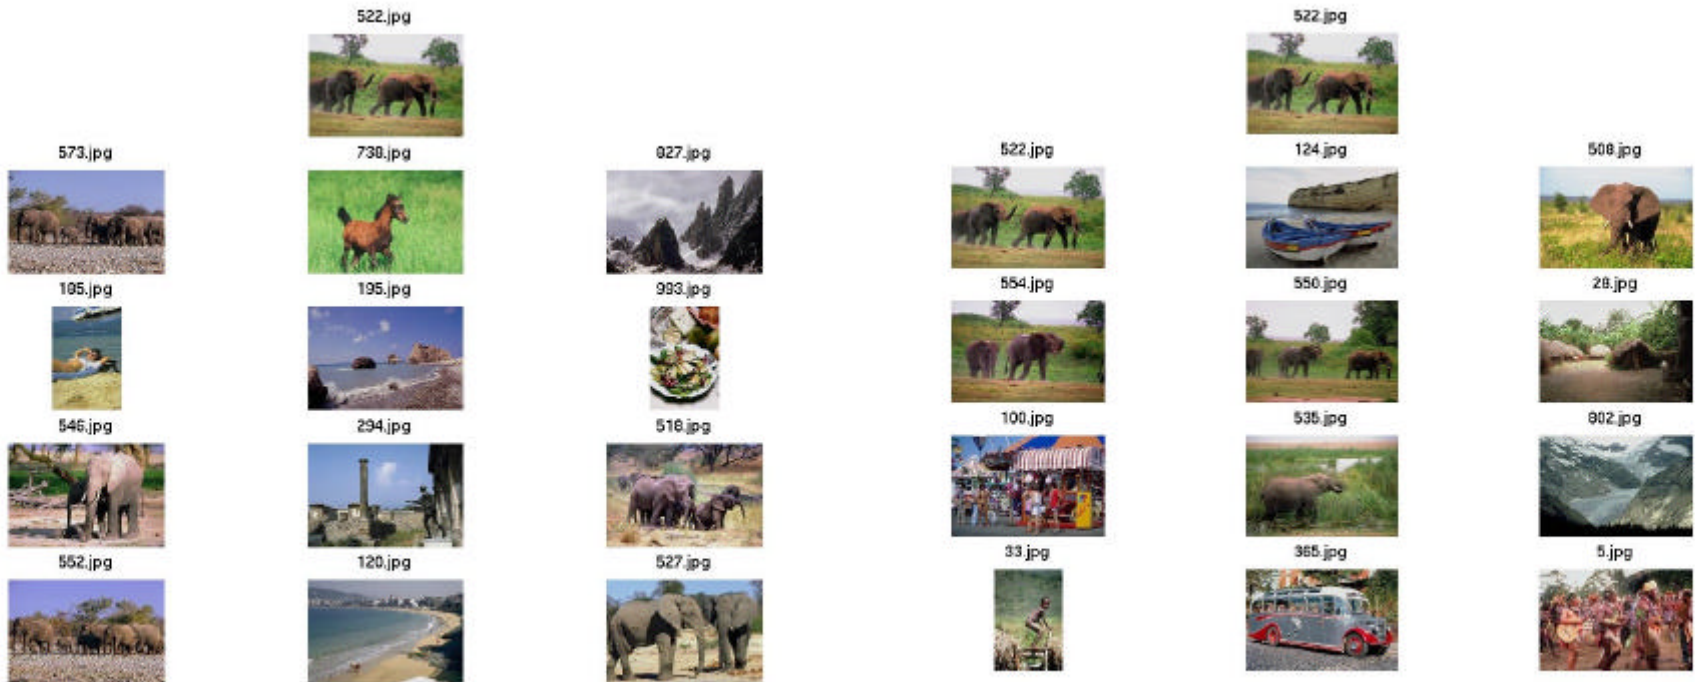 522.jpg
573.jpg 738.jpg 827.jpg
185.jpg 195.jpg 993.jpg
546.jpg 294.jpg 518.jpg
552.jpg 120.jpg 527.jpg
522.jpg
522.jpg 124.jpg 508.jpg
554.jpg 550.jpg 28.jpg
100.jpg 535.jpg 802.jpg
33.jpg 365.jpg 5.jpg